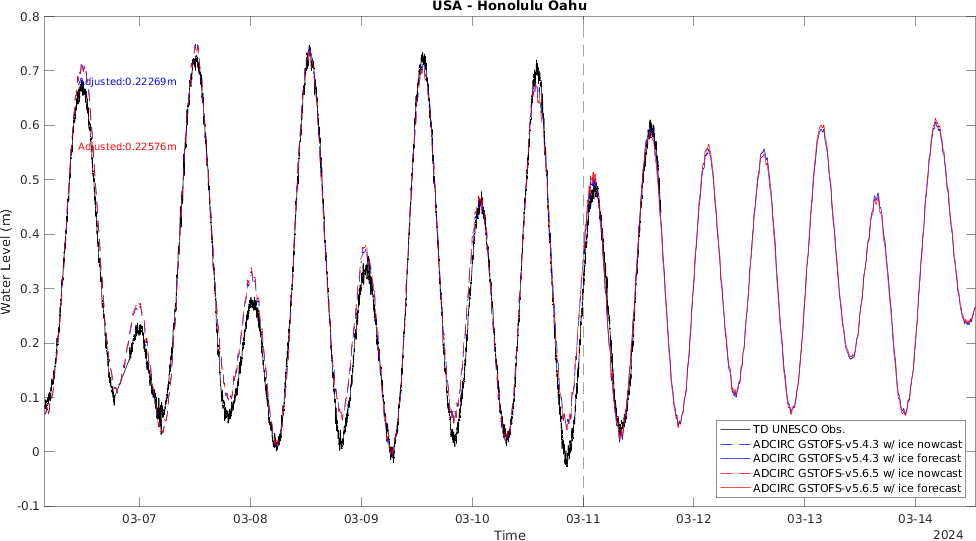 USA - Honolulu Oahu
0.8
0.7
0.6
0.5
0.4
0.3
0.2
0.1
0
-0.1
Water Level (m)
Adjusted:0.22269m
Adjusted:0.22576m
TD UNESCO Obs.
ADCIRC GSTOFS-v5.4.3 w/ ice nowcast
ADCIRC GSTOFS-v5.4.3 w/ ice forecast
ADCIRC GSTOFS-v5.6.5 w/ ice nowcast
ADCIRC GSTOFS-v5.6.5 w/ ice forecast
03-07 03-08 03-09 03-10 03-11 03-12 03-13 03-14
Time
2024